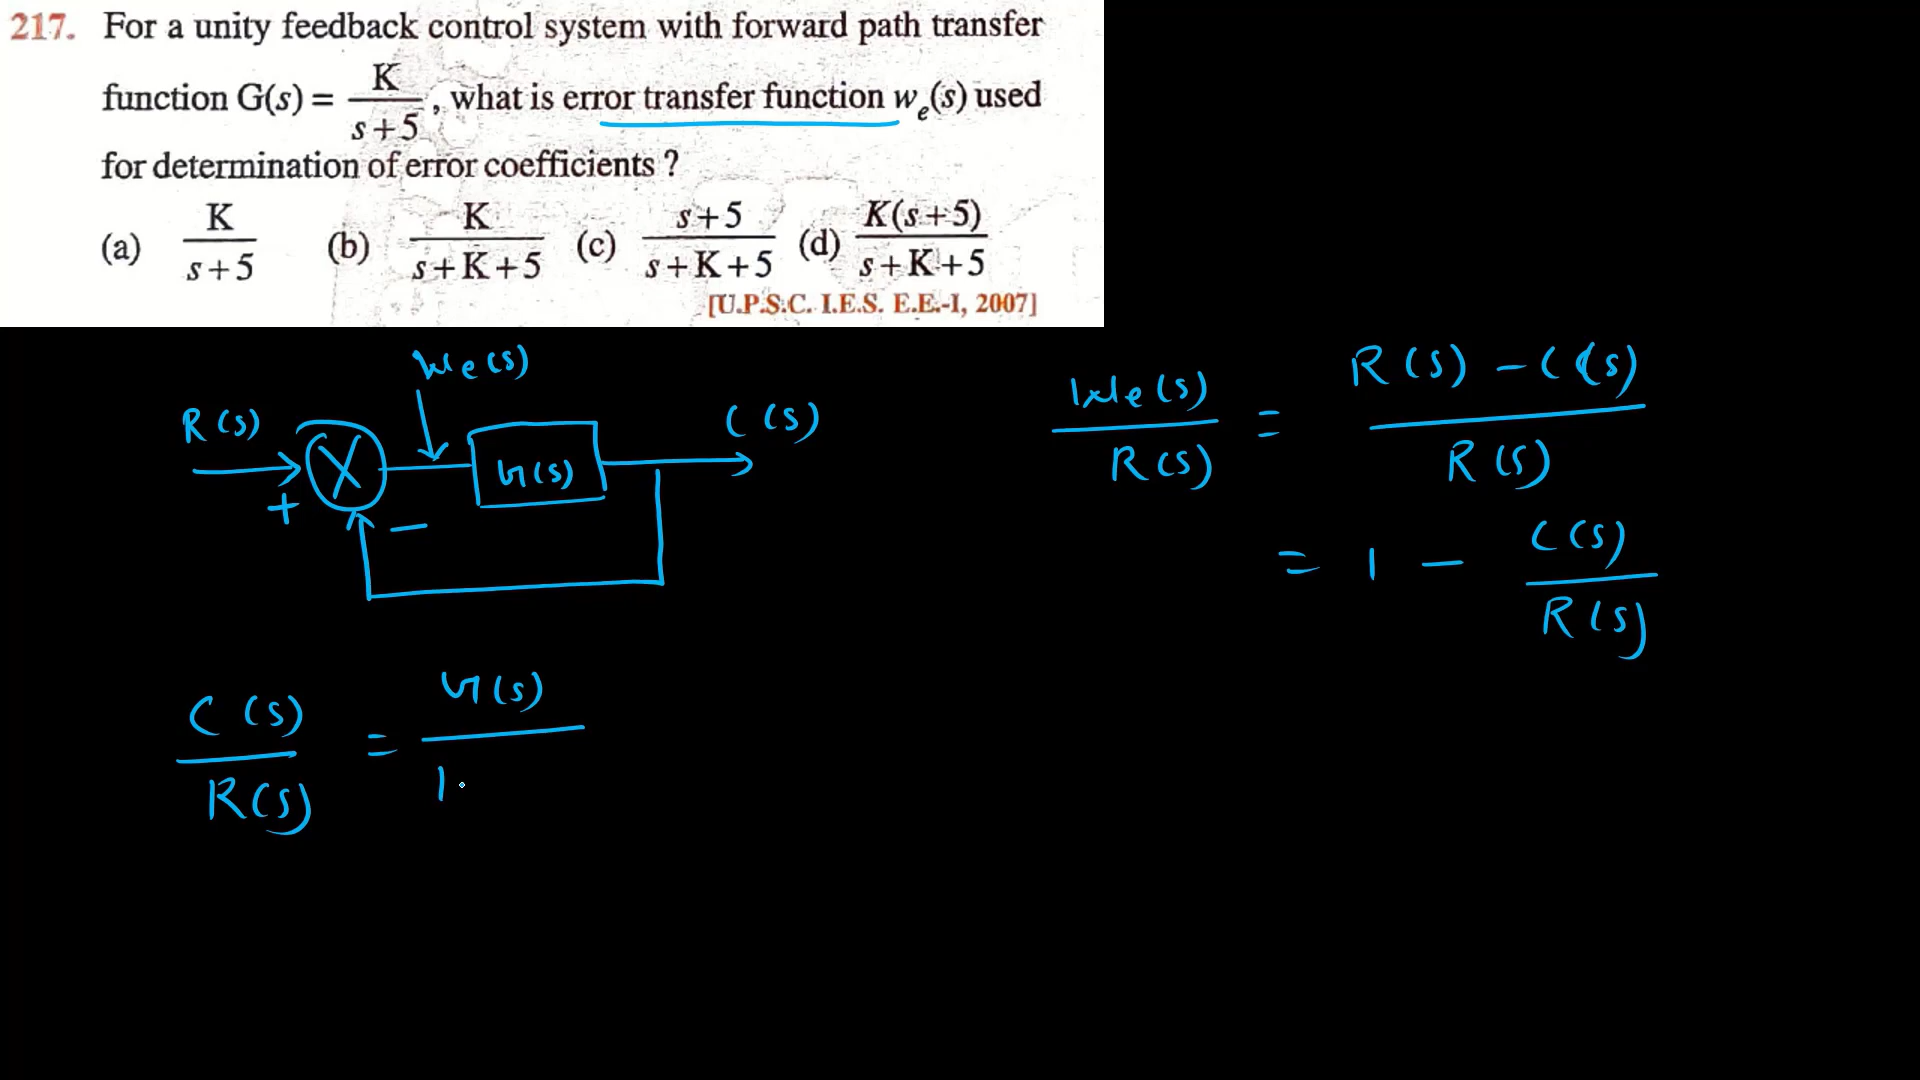 217. For a unity feedback control system with forward path transfer
function G(s) = K / s+5 , what is error transfer function wₑ(s) used
for determination of error coefficients ?
(a) K / s+5 (b) K / s+K+5 (c) s+5 / s+K+5 (d) K(s+5) / s+K+5
[U.P.S.C. I.E.S. E.E.-I, 2007]
We(s)
R(s) + − G(s) C(s)
We(s) / R(s) = R(s) − C(s) / R(s)
= 1 − C(s) / R(s)
C(s) / R(s) = G(s) / 1